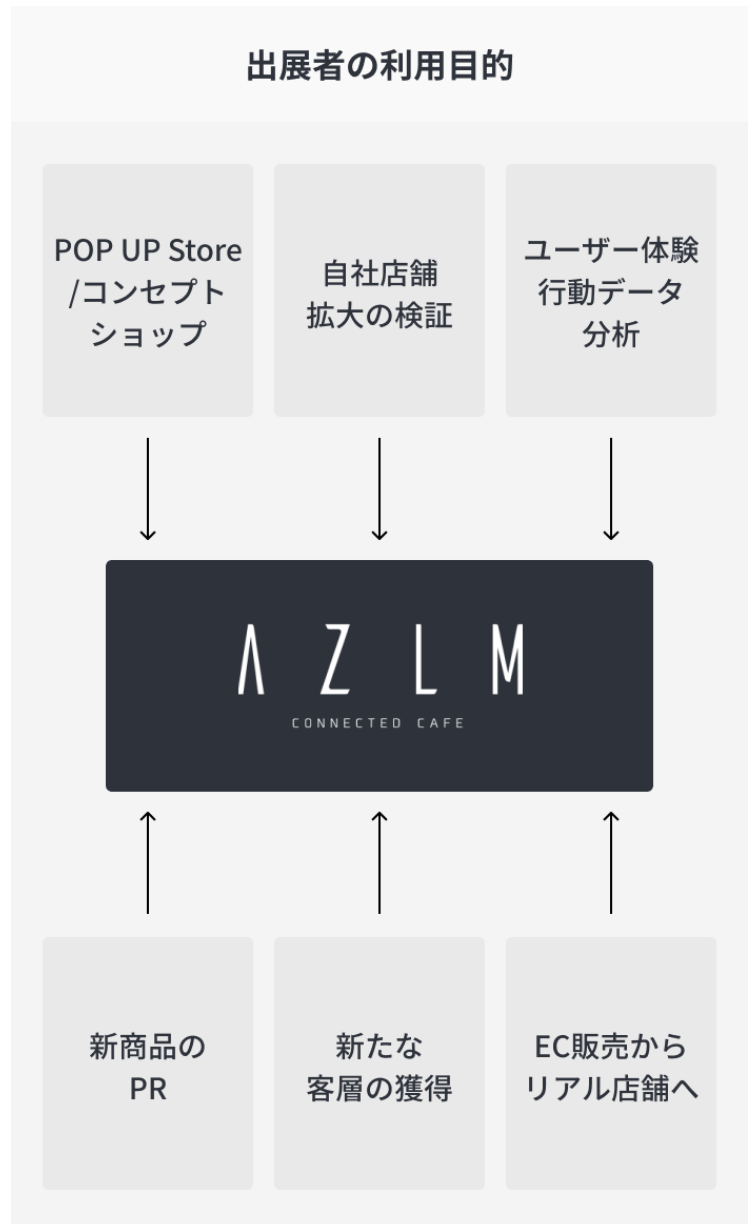 出展者の利用目的
POP UP Store
/コンセプト
ショップ
自社店舗
拡大の検証
ユーザー体験
行動データ
分析
AZLM
CONNECTED CAFE
新商品の
PR
新たな
客層の獲得
EC販売から
リアル店舗へ